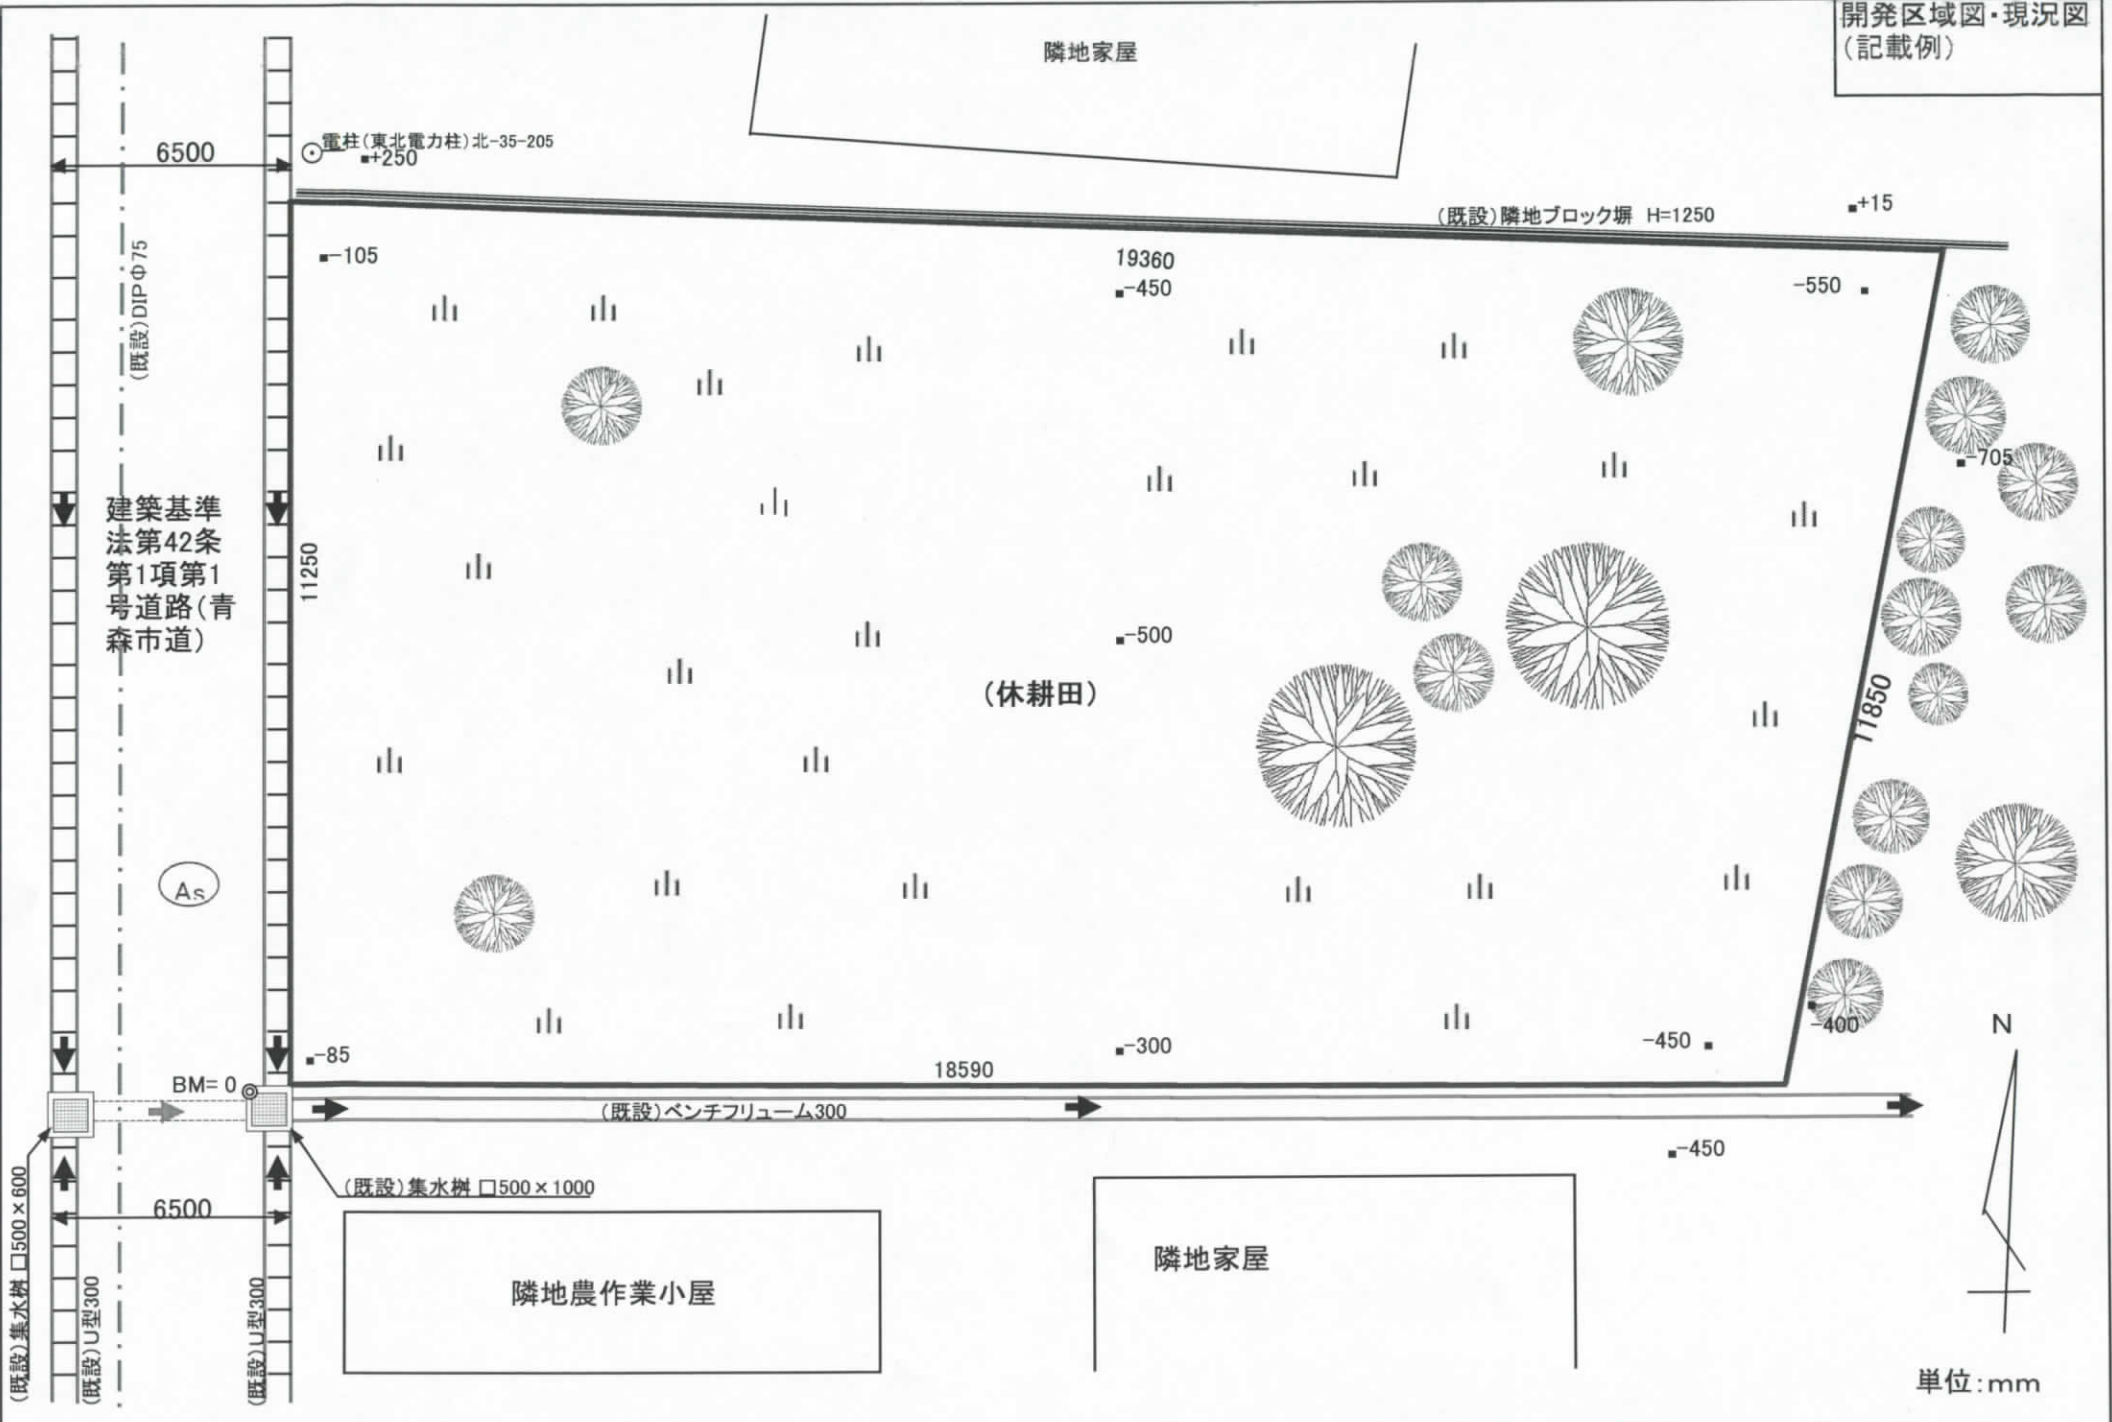 開発区域図・現況図
(記載例)
隣地家屋
電柱(東北電力柱)北-35-205
+250
6500
(既設)隣地ブロック塀 H=1250
+15
-105
19360
-450
-550
(既設)DIPΦ75
-705
建築基準
法第42条
第1項第1
号道路(青
森市道)
11250
-500
(休耕田)
11850
As
-85
-300
-450
-400
N
18590
BM= 0
(既設)ベンチフリューム300
-450
(既設)集水桝 □500×1000
(既設)集水桝 □500×600
6500
(既設)U型300
(既設)U型300
隣地農作業小屋
隣地家屋
単位:mm